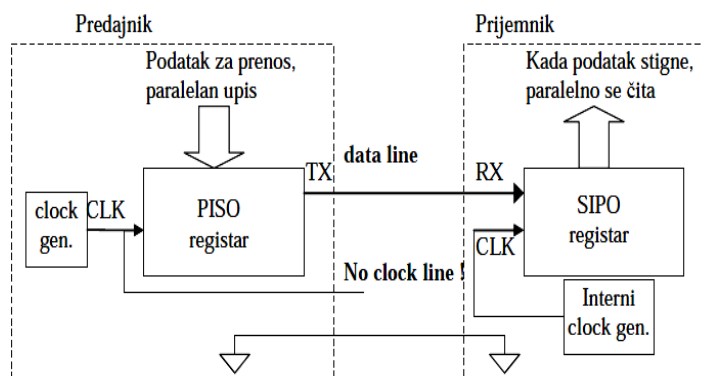 Predajnik
Prijemnik
Podatak za prenos,
paralelan upis
Kada podatak stigne,
paralelno se čita
TX
data line
RX
clock
gen.
CLK
PISO
registar
SIPO
registar
CLK
No clock line !
Interni
clock gen.